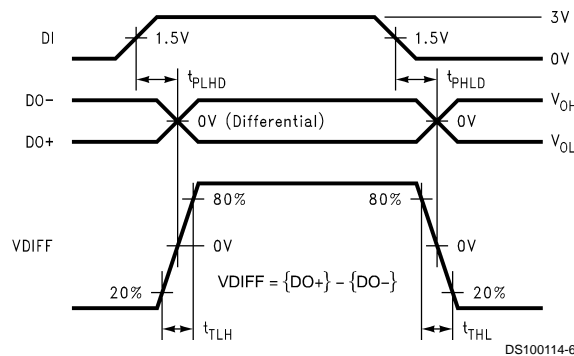 3V
DI 1.5V 1.5V
0V
tPLHD tPHLD
DO– VOH
0V (Differential) 0V
DO+ VOL
80% 80%
VDIFF 0V 0V
20% VDIFF = {DO+} – {DO–} 20%
tTLH tTHL
DS100114-6